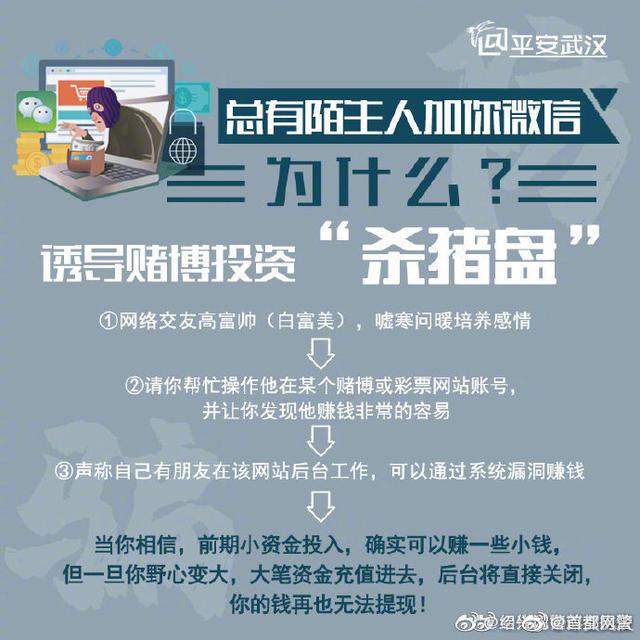 @平安武汉
总有陌生人加你微信
为什么?
诱导赌博投资“杀猪盘”
①网络交友高富帅（白富美），嘘寒问暖培养感情
②请你帮忙操作他在某个赌博或彩票网站账号，
并让你发现他赚钱非常的容易
③声称自己有朋友在该网站后台工作，可以通过系统漏洞赚钱
当你相信，前期小资金投入，确实可以赚一些小钱，
但一旦你野心变大，大笔资金充值进去，后台将直接关闭，
你的钱再也无法提现！
骗
@首都网警